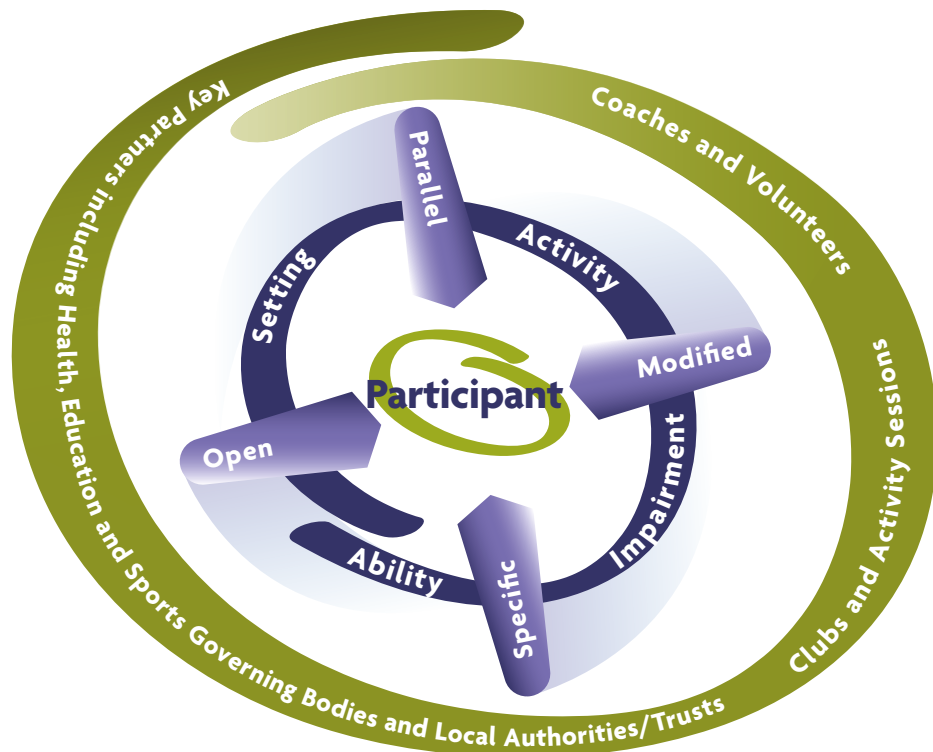 Key Partners including Health, Education and Sports Governing Bodies and Local Authorities/Trusts
Coaches and Volunteers
Clubs and Activity Sessions
Parallel
Activity
Setting
Modified
Participant
Open
Impairment
Ability
Specific